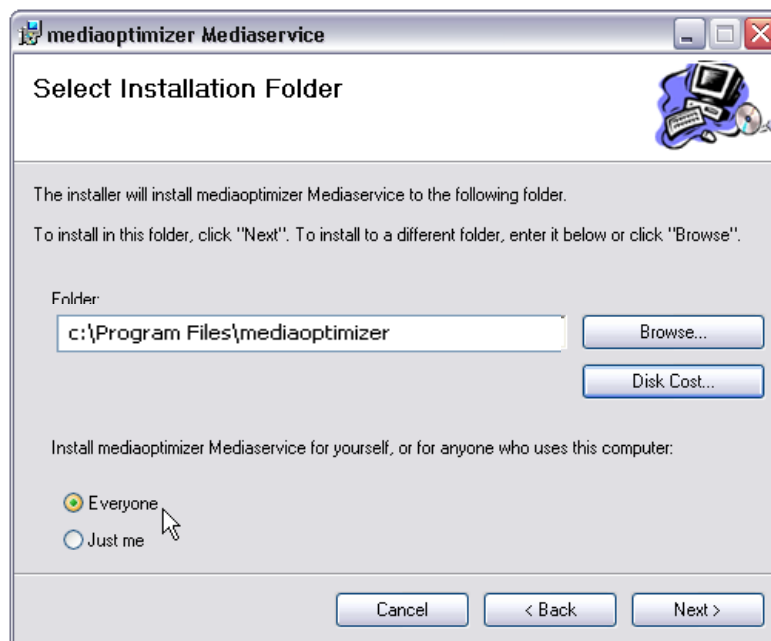 mediaoptimizer Mediaservice
Select Installation Folder
The installer will install mediaoptimizer Mediaservice to the following folder.
To install in this folder, click "Next". To install to a different folder, enter it below or click "Browse".
Folder:
c:\Program Files\mediaoptimizer
Browse...
Disk Cost...
Install mediaoptimizer Mediaservice for yourself, or for anyone who uses this computer:
Everyone
Just me
Cancel
< Back
Next >